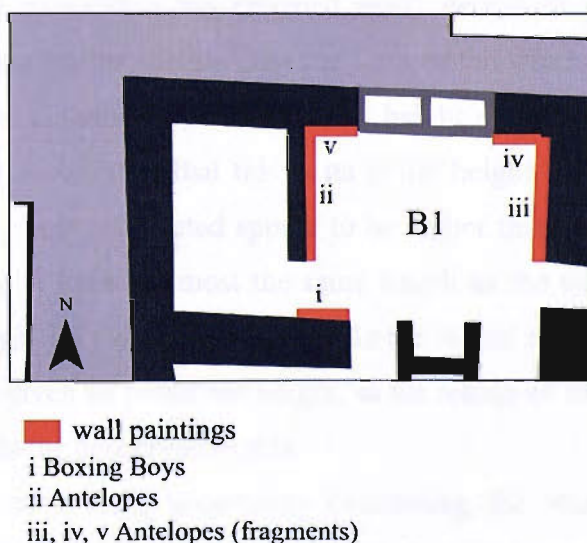 v
iv
ii
B1
iii
i
N
wall paintings
i Boxing Boys
ii Antelopes
iii, iv, v Antelopes (fragments)